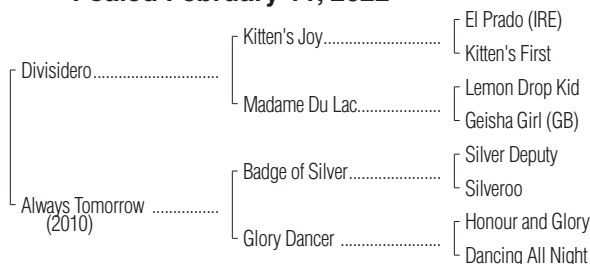 Foaled February 11, 2022
El Prado (IRE)
Kitten's Joy............................
Kitten's First
Divisidero...............................
Lemon Drop Kid
Madame Du Lac....................
Geisha Girl (GB)
Silver Deputy
Badge of Silver.......................
Silveroo
Always Tomorrow ................
(2010)
Honour and Glory
Glory Dancer ........................
Dancing All Night